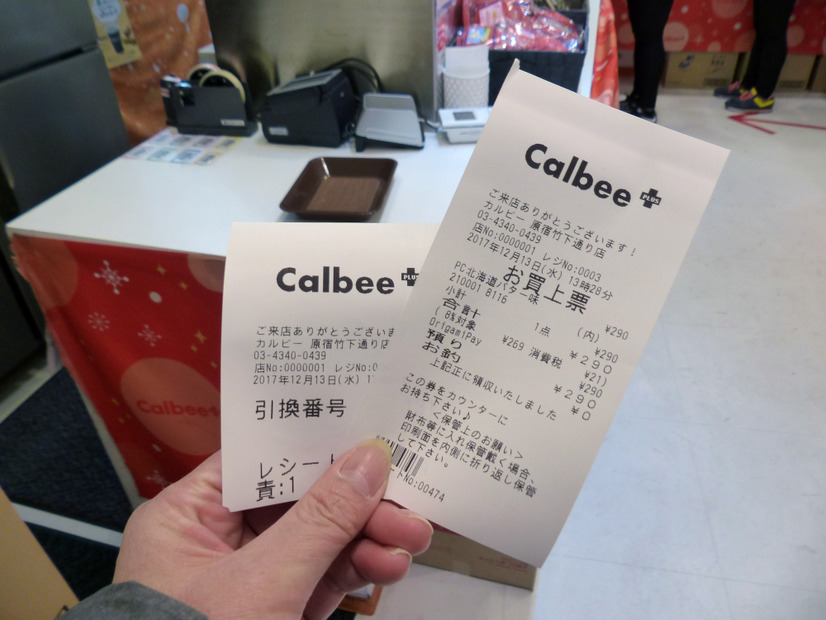 Calbee PLUS
ご来店ありがとうございま
カルビー 原宿竹下通り店
03-4340-0439
店No:0000001 レジNo:0
2017年12月13日(水) 1
引換番号
レシート
責:1
Calbee PLUS
ご来店ありがとうございます!
カルビー 原宿竹下通り店
03-4340-0439
店No:0000001 レジNo:0003
2017年12月13日(水) 13時28分
お買上票
PC北海道バター味
210001 8116 1点 (内) ¥290
小計 ¥290
合計 ¥290
( 8%対象 ¥269 消費税 ¥21)
OrigamiPay ¥290
預り ¥290
お釣 ¥0
上記正に領収いたしました
この券をカウンターに
お持ち下さい♪
<保管上のお願い>
財布等に入れ保管戴く場合、
印刷面を内側に折り返し保管
して下さい。
トNo:00474
Calbee